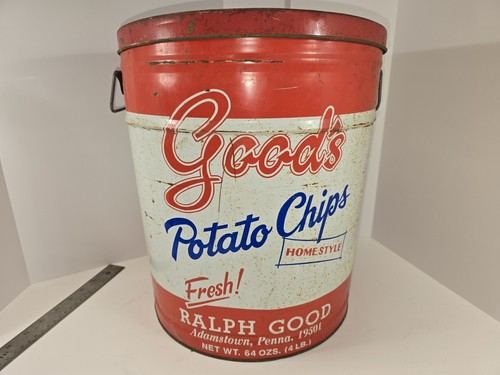 Good's
Potato Chips
HOMESTYLE
Fresh!
RALPH GOOD
Adamstown, Penna. 19501
NET WT. 64 OZS. (4 LB.)